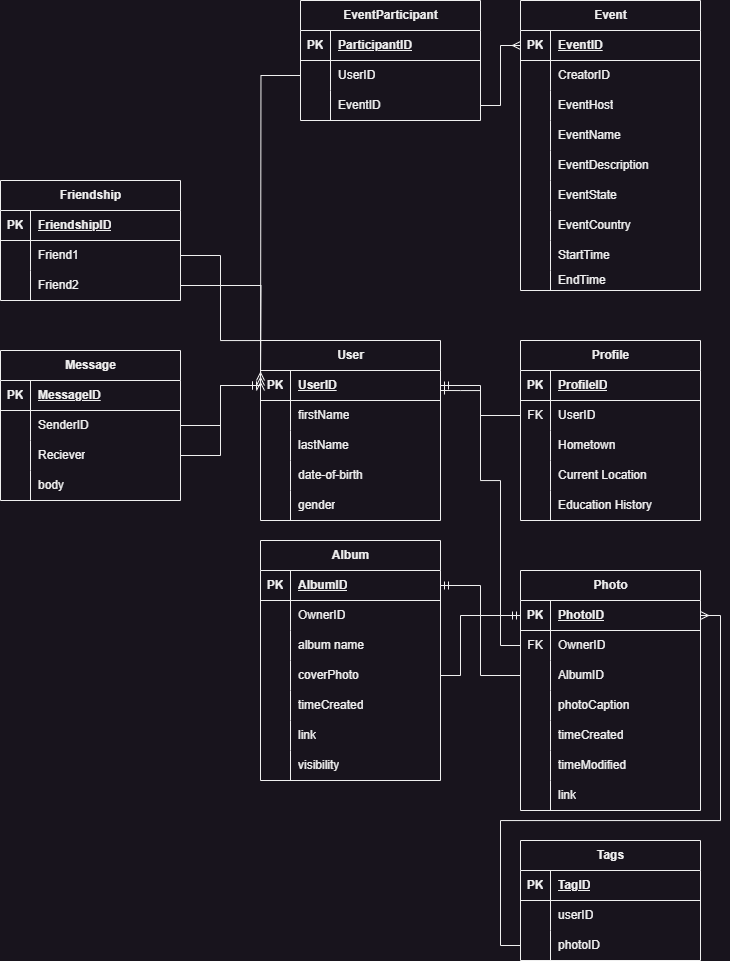 EventParticipant
PK ParticipantID
UserID
EventID
Event
PK EventID
CreatorID
EventHost
EventName
EventDescription
EventState
EventCountry
StartTime
EndTime
Friendship
PK FriendshipID
Friend1
Friend2
Message
PK MessageID
SenderID
Reciever
body
User
PK UserID
firstName
lastName
date-of-birth
gender
Profile
PK ProfileID
FK UserID
Hometown
Current Location
Education History
Album
PK AlbumID
OwnerID
album name
coverPhoto
timeCreated
link
visibility
Photo
PK PhotoID
FK OwnerID
AlbumID
photoCaption
timeCreated
timeModified
link
Tags
PK TagID
userID
photoID